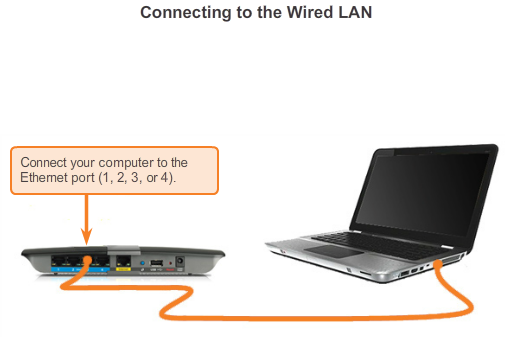 Connecting to the Wired LAN
Connect your computer to the
Ethernet port (1, 2, 3, or 4).